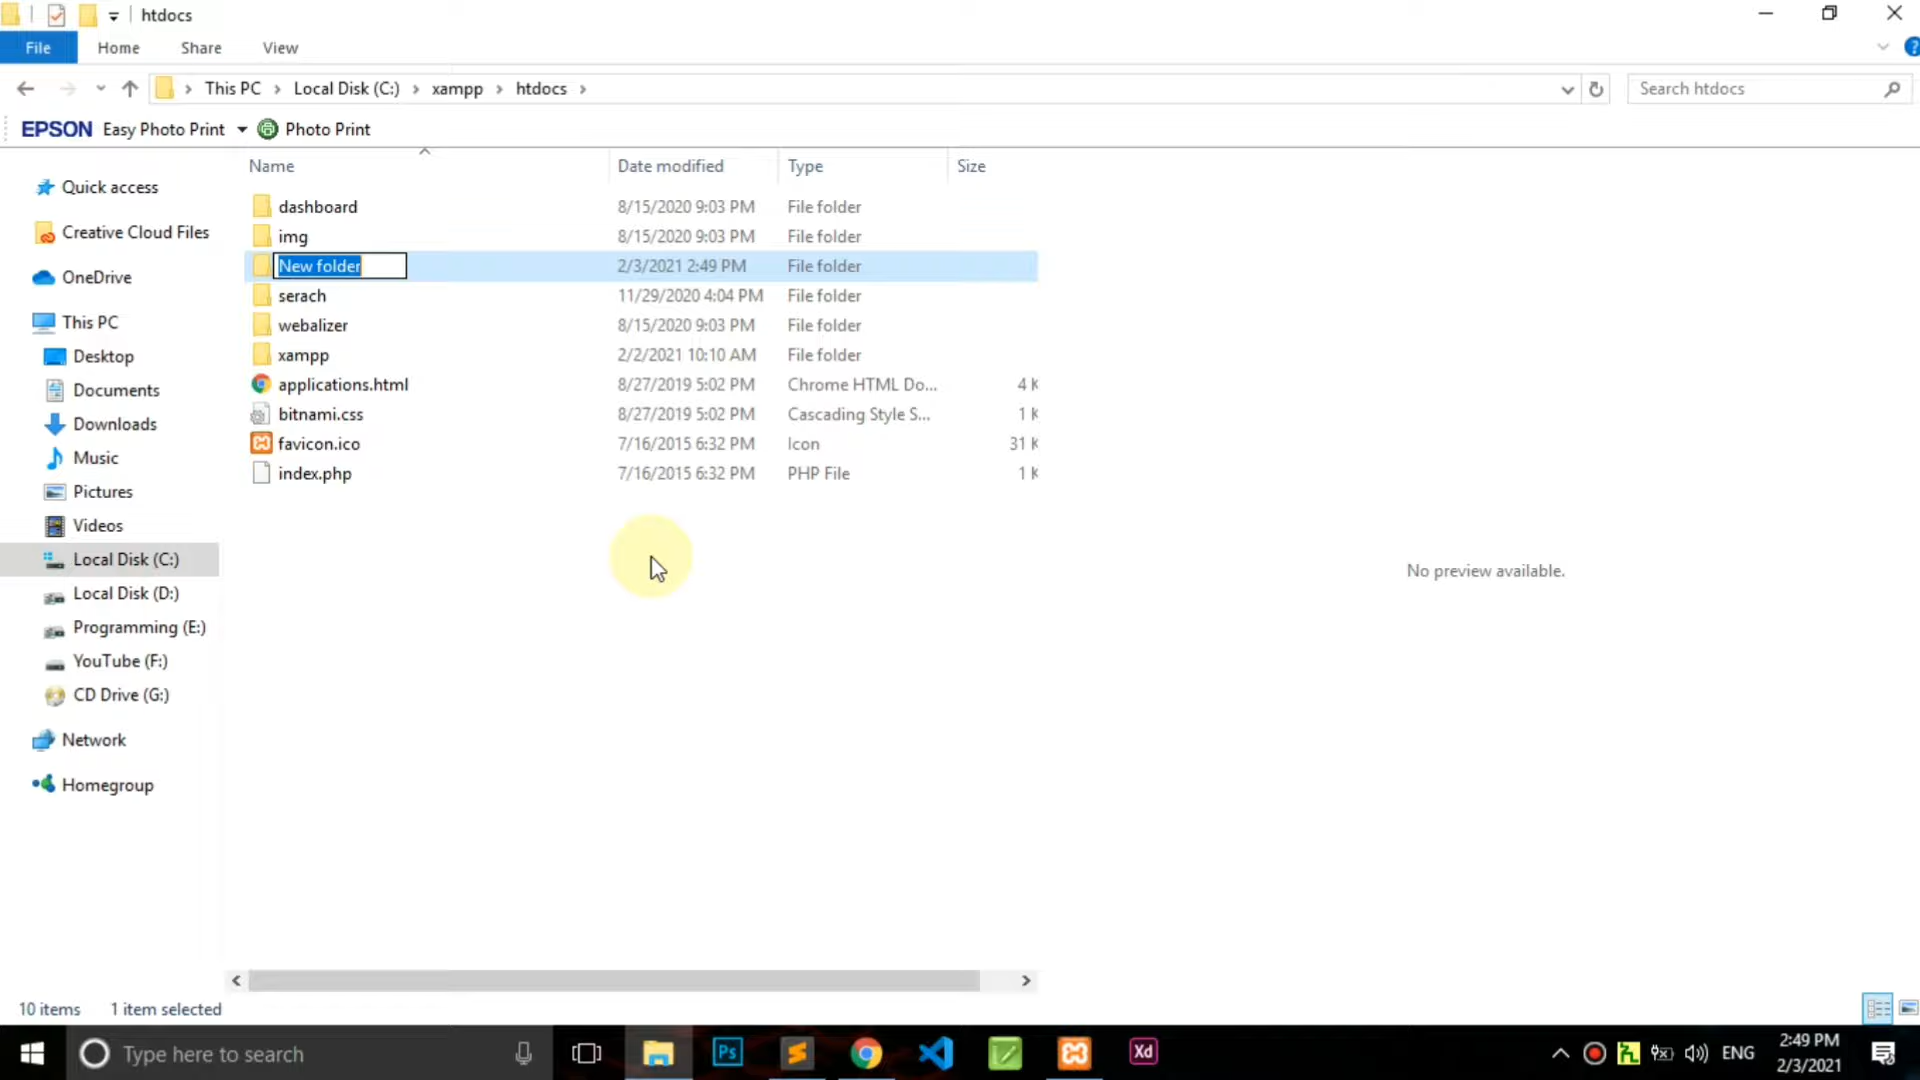 htdocs
File Home Share View
This PC Local Disk (C:) xampp htdocs Search htdocs
EPSON Easy Photo Print Photo Print
Name Date modified Type Size
Quick access
Creative Cloud Files
OneDrive
This PC
Desktop
Documents
Downloads
Music
Pictures
Videos
Local Disk (C:)
Local Disk (D:)
Programming (E:)
YouTube (F:)
CD Drive (G:)
Network
Homegroup
dashboard 8/15/2020 9:03 PM File folder
img 8/15/2020 9:03 PM File folder
New folder 2/3/2021 2:49 PM File folder
serach 11/29/2020 4:04 PM File folder
webalizer 8/15/2020 9:03 PM File folder
xampp 2/2/2021 10:10 AM File folder
applications.html 8/27/2019 5:02 PM Chrome HTML Do... 4 K
bitnami.css 8/27/2019 5:02 PM Cascading Style S... 1 K
favicon.ico 7/16/2015 6:32 PM Icon 31 K
index.php 7/16/2015 6:32 PM PHP File 1 K
No preview available.
10 items 1 item selected
Type here to search
Ps
Xd
ENG
2:49 PM
2/3/2021